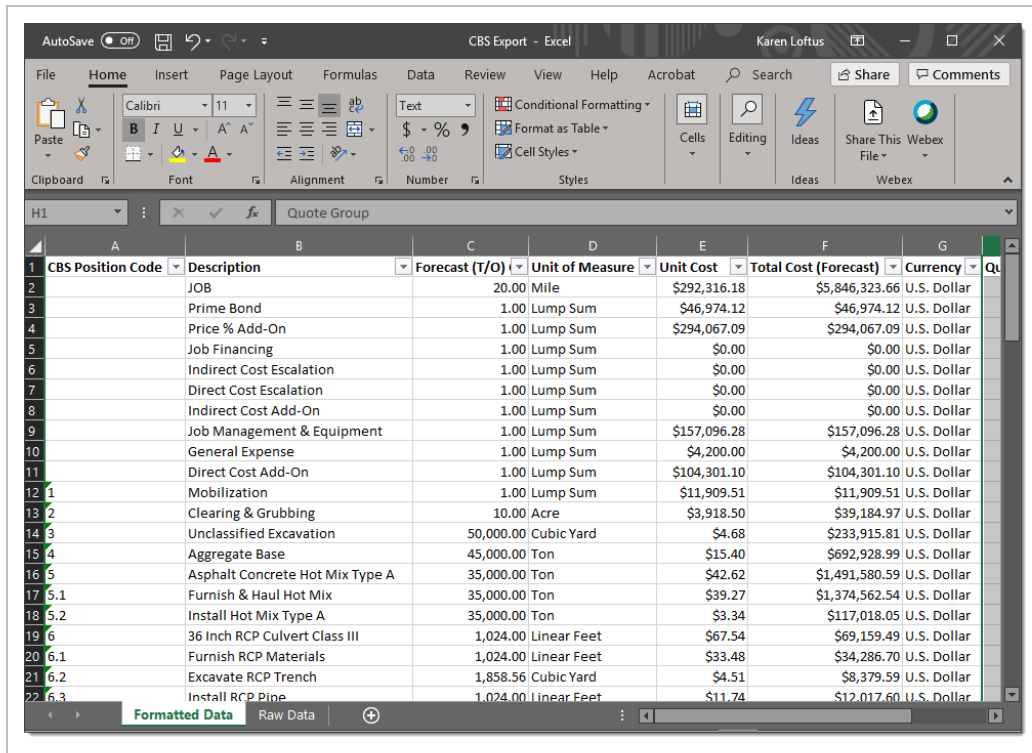 AutoSave Off CBS Export - Excel Karen Loftus
File Home Insert Page Layout Formulas Data Review View Help Acrobat Search Share Comments
Paste Calibri 11 Text Conditional Formatting Cells Editing Ideas Share This File Webex
B I U A A $ % Format as Table
A Cell Styles
Clipboard Font Alignment Number Styles Ideas Webex
H1 fx Quote Group
A B C D E F G
1 CBS Position Code Description Forecast (T/O) Unit of Measure Unit Cost Total Cost (Forecast) Currency Qu
2 JOB 20.00 Mile $292,316.18 $5,846,323.66 U.S. Dollar
3 Prime Bond 1.00 Lump Sum $46,974.12 $46,974.12 U.S. Dollar
4 Price % Add-On 1.00 Lump Sum $294,067.09 $294,067.09 U.S. Dollar
5 Job Financing 1.00 Lump Sum $0.00 $0.00 U.S. Dollar
6 Indirect Cost Escalation 1.00 Lump Sum $0.00 $0.00 U.S. Dollar
7 Direct Cost Escalation 1.00 Lump Sum $0.00 $0.00 U.S. Dollar
8 Indirect Cost Add-On 1.00 Lump Sum $0.00 $0.00 U.S. Dollar
9 Job Management & Equipment 1.00 Lump Sum $157,096.28 $157,096.28 U.S. Dollar
10 General Expense 1.00 Lump Sum $4,200.00 $4,200.00 U.S. Dollar
11 Direct Cost Add-On 1.00 Lump Sum $104,301.10 $104,301.10 U.S. Dollar
12 1 Mobilization 1.00 Lump Sum $11,909.51 $11,909.51 U.S. Dollar
13 2 Clearing & Grubbing 10.00 Acre $3,918.50 $39,184.97 U.S. Dollar
14 3 Unclassified Excavation 50,000.00 Cubic Yard $4.68 $233,915.81 U.S. Dollar
15 4 Aggregate Base 45,000.00 Ton $15.40 $692,928.99 U.S. Dollar
16 5 Asphalt Concrete Hot Mix Type A 35,000.00 Ton $42.62 $1,491,580.59 U.S. Dollar
17 5.1 Furnish & Haul Hot Mix 35,000.00 Ton $39.27 $1,374,562.54 U.S. Dollar
18 5.2 Install Hot Mix Type A 35,000.00 Ton $3.34 $117,018.05 U.S. Dollar
19 6 36 Inch RCP Culvert Class III 1,024.00 Linear Feet $67.54 $69,159.49 U.S. Dollar
20 6.1 Furnish RCP Materials 1,024.00 Linear Feet $33.48 $34,286.70 U.S. Dollar
21 6.2 Excavate RCP Trench 1,858.56 Cubic Yard $4.51 $8,379.59 U.S. Dollar
22 6.3 Install RCP Pipe 1,024.00 Linear Feet $11.74 $12,017.60 U.S. Dollar
Formatted Data Raw Data